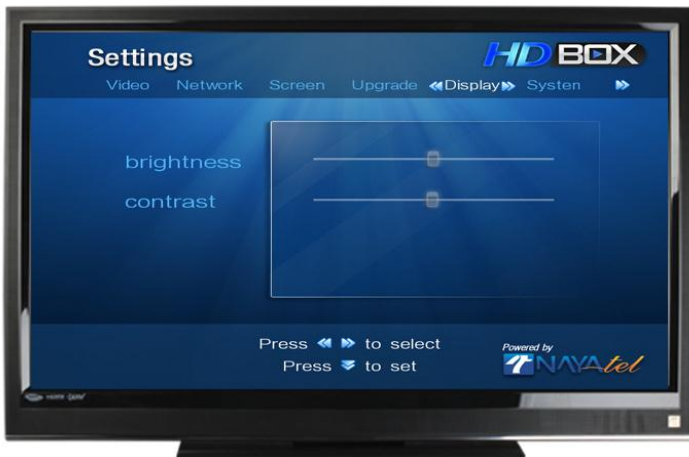 Settings
HD BOX
Video Network Screen Upgrade Display Systen
brightness
contrast
Press to select
Press to set
Powered by
NAYAtel
HDMI